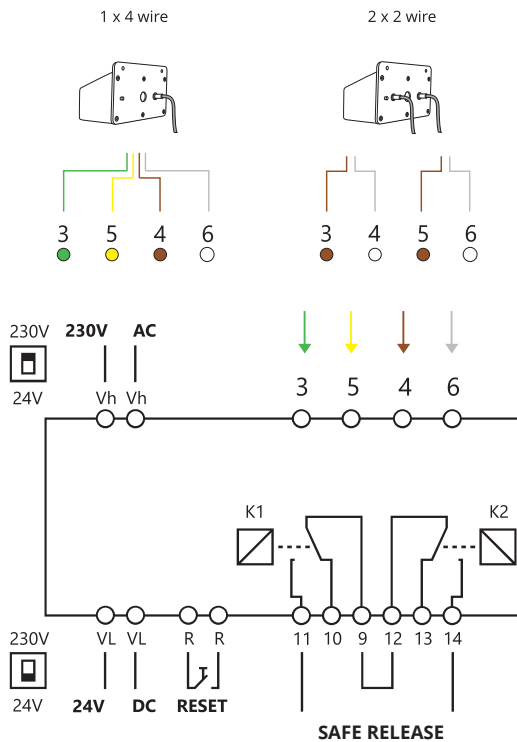 1 x 4 wire 2 x 2 wire
3 5 4 6 3 4 5 6
230V 230V AC
24V Vh Vh 3 5 4 6
K1 K2
230V VL VL R R 11 10 9 12 13 14
24V 24V DC RESET
SAFE RELEASE